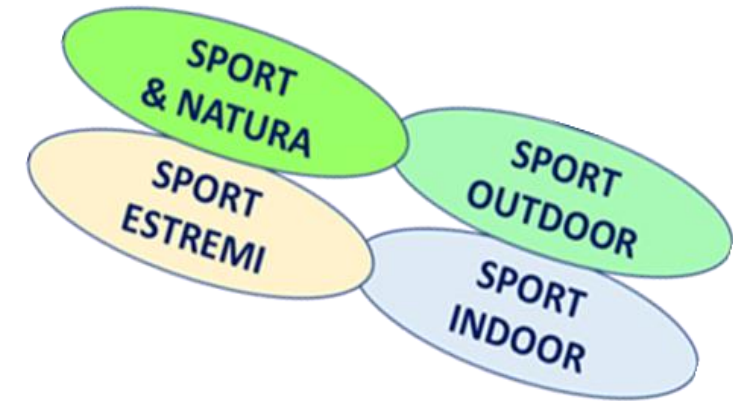 SPORT
& NATURA
SPORT
OUTDOOR
SPORT
ESTREMI
SPORT
INDOOR